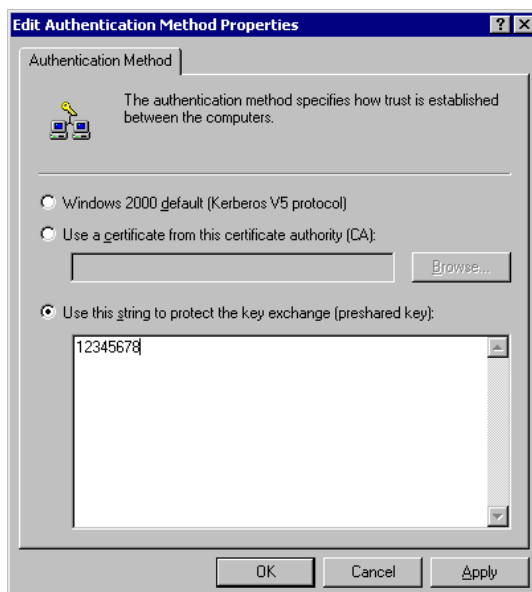 Edit Authentication Method Properties
Authentication Method
The authentication method specifies how trust is established
between the computers.
Windows 2000 default (Kerberos V5 protocol)
Use a certificate from this certificate authority (CA):
Browse...
Use this string to protect the key exchange (preshared key):
12345678
OK Cancel Apply